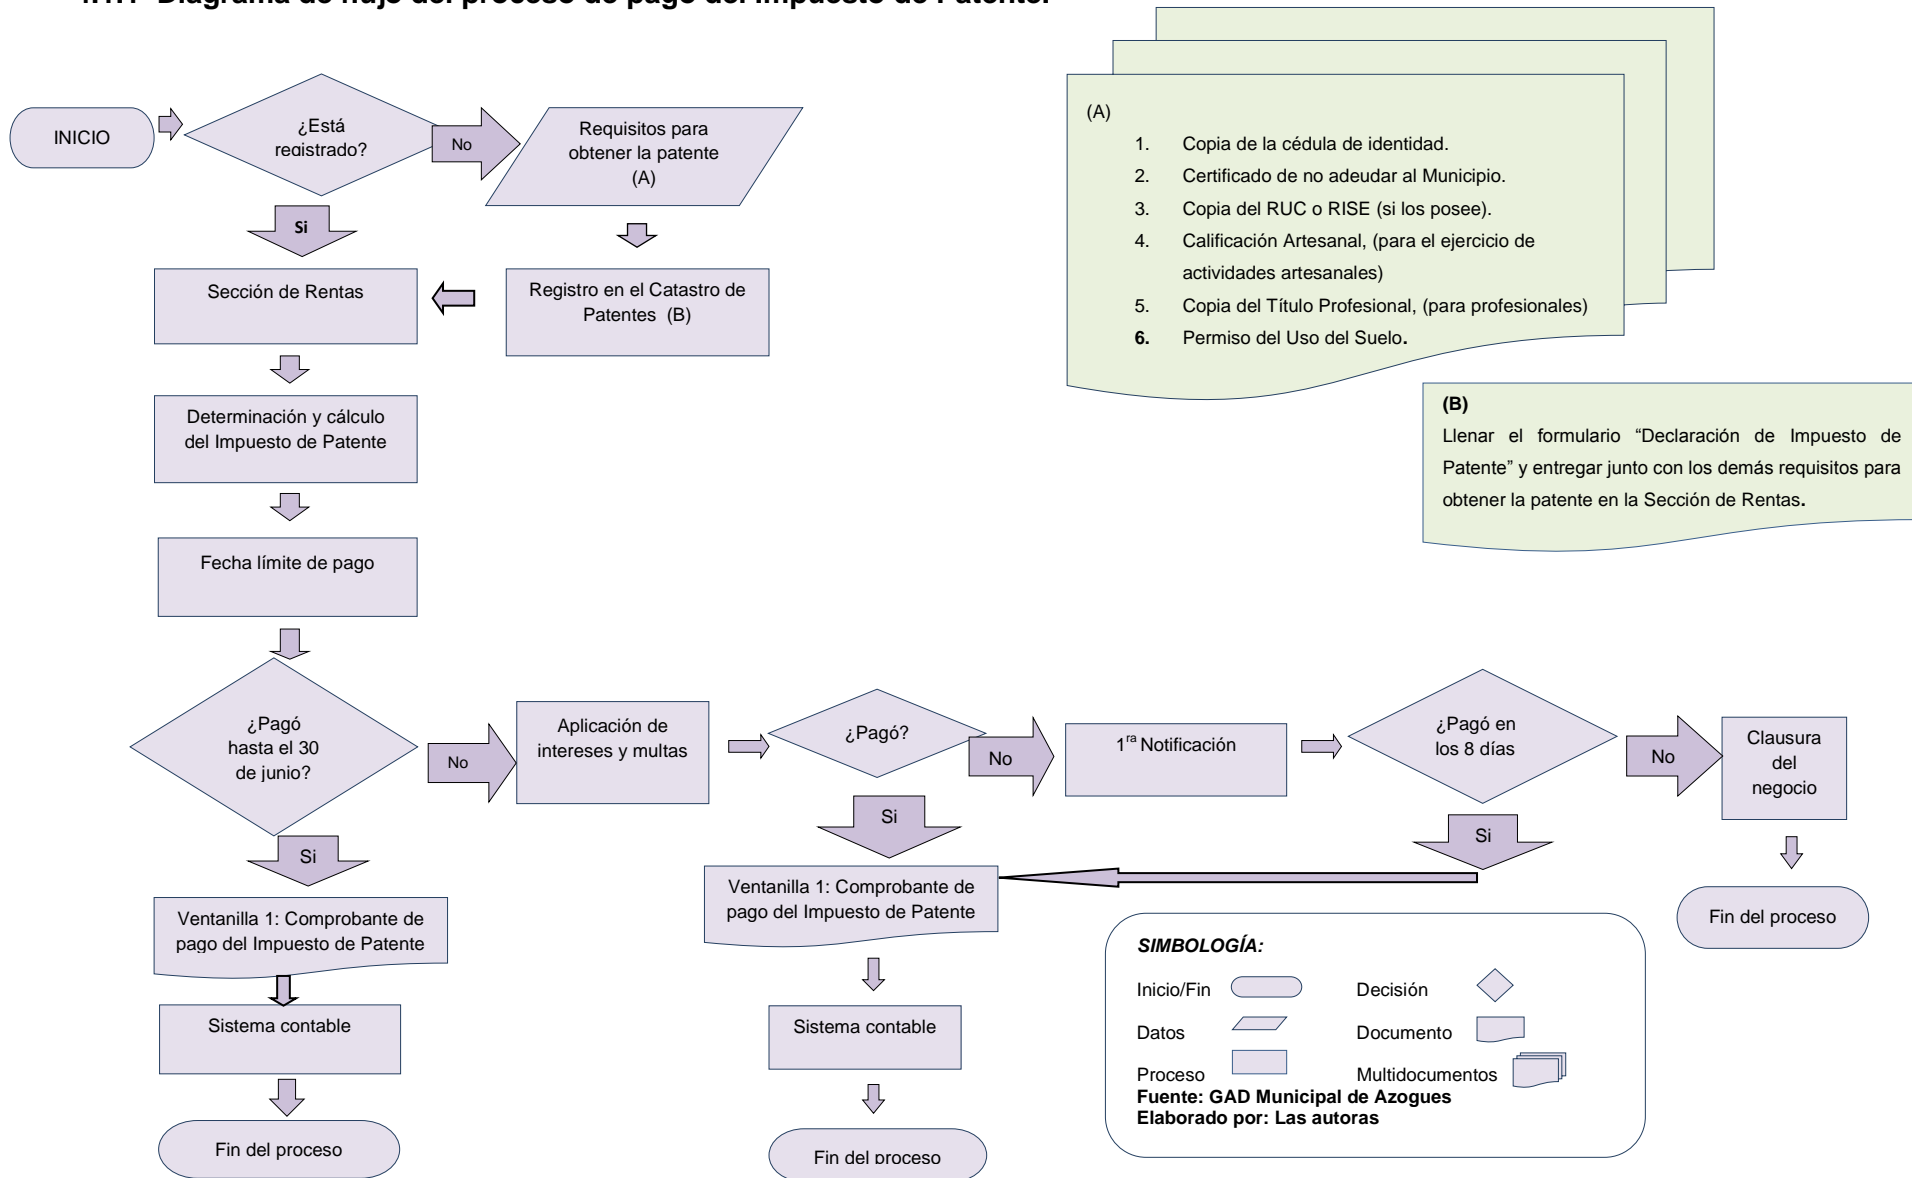 4.1.1 Diagrama de flujo del proceso de pago del Impuesto de Patente.
INICIO
¿Está
registrado?
No
Requisitos para
obtener la patente
(A)
Si
Sección de Rentas
Registro en el Catastro de
Patentes (B)
Determinación y cálculo
del Impuesto de Patente
Fecha límite de pago
(A)
1. Copia de la cédula de identidad.
2. Certificado de no adeudar al Municipio.
3. Copia del RUC o RISE (si los posee).
4. Calificación Artesanal, (para el ejercicio de
actividades artesanales)
5. Copia del Título Profesional, (para profesionales)
6. Permiso del Uso del Suelo.
(B)
Llenar el formulario “Declaración de Impuesto de
Patente” y entregar junto con los demás requisitos para
obtener la patente en la Sección de Rentas.
¿Pagó
hasta el 30
de junio?
No
Aplicación de
intereses y multas
¿Pagó?
No
1ra Notificación
¿Pagó en
los 8 días
No
Clausura
del
negocio
Si
Si
Si
Ventanilla 1: Comprobante de
pago del Impuesto de Patente
Ventanilla 1: Comprobante de
pago del Impuesto de Patente
Fin del proceso
Sistema contable
Sistema contable
Fin del proceso
Fin del proceso
SIMBOLOGÍA:
Inicio/Fin
Decisión
Datos
Documento
Proceso
Multidocumentos
Fuente: GAD Municipal de Azogues
Elaborado por: Las autoras